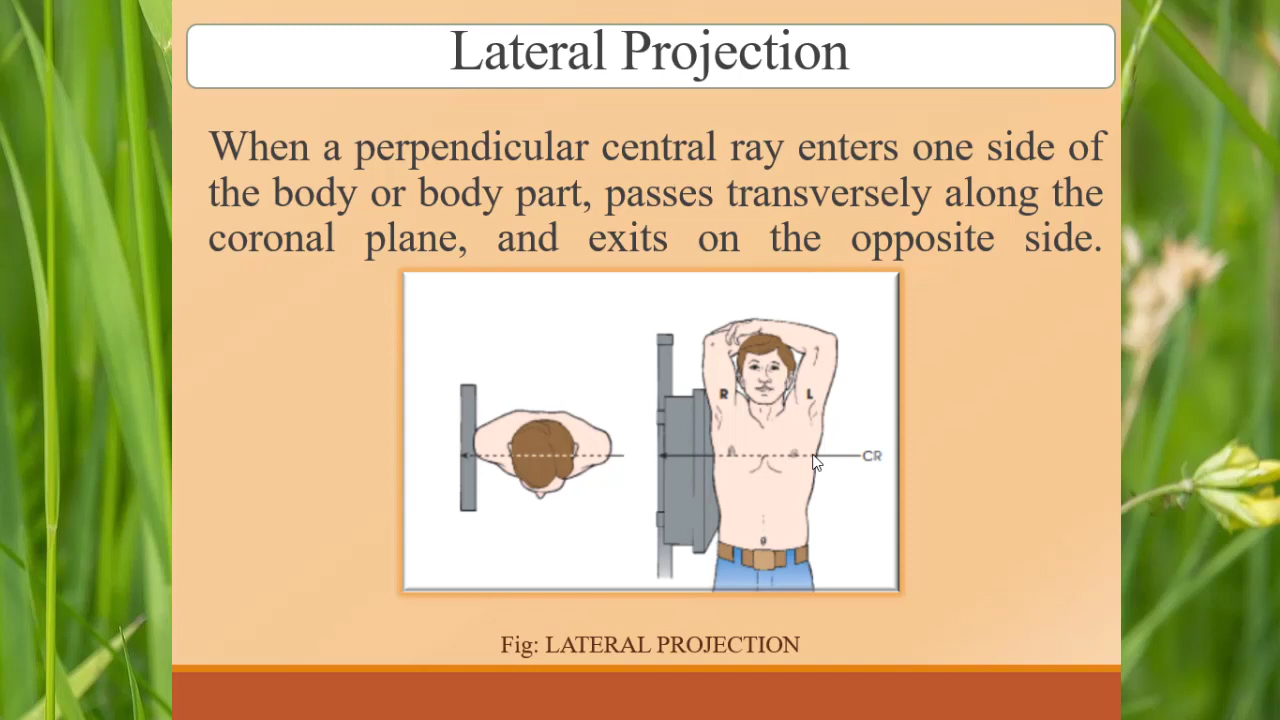 Lateral Projection
When a perpendicular central ray enters one side of
the body or body part, passes transversely along the
coronal plane, and exits on the opposite side.
R L
CR
Fig: LATERAL PROJECTION